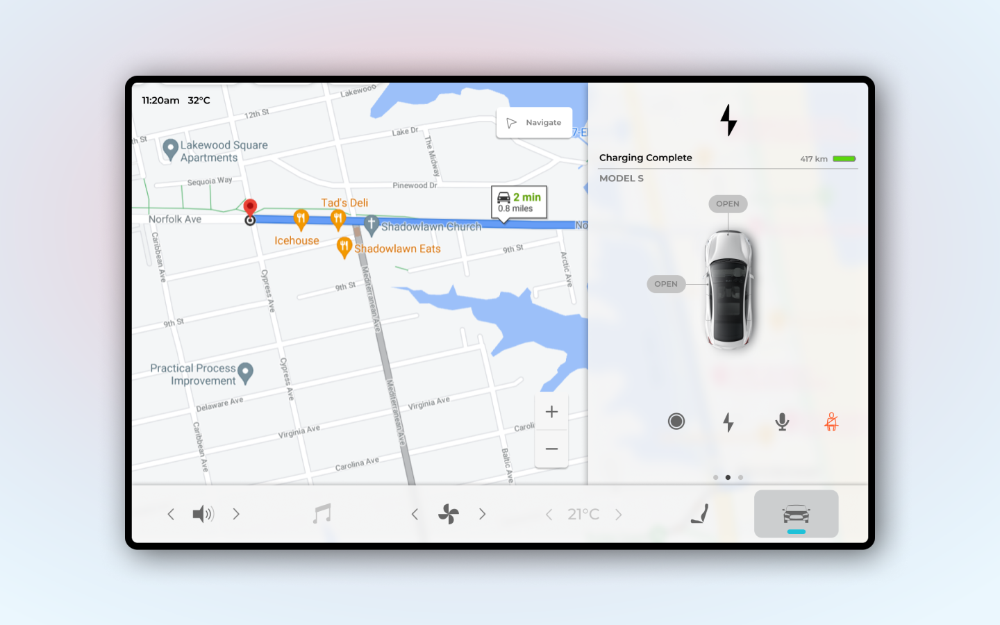 11:20am 32°C
Lakewood
12th St
th St
Lake Dr
Navigate
7-El
Lakewood Square
Apartments
The Midway
Sequoia Way
Pinewood Dr
Tad's Deli
2 min
0.8 miles
Norfolk Ave
Shadowlawn Church
No
Icehouse
Shadowlawn Eats
9th St
Caribbean Ave
Arctic Ave
Cypress Ave
9th St
Mediterranean Ave
9th St
Practical Process
Improvement
Cypress Ave
Delaware Ave
Mediterranean Ave
Virginia Ave
Caribbean Ave
Virginia Ave
Caroli
Carolina Ave
Baltic Ave
Charging Complete
417 km
MODEL S
OPEN
OPEN
21°C